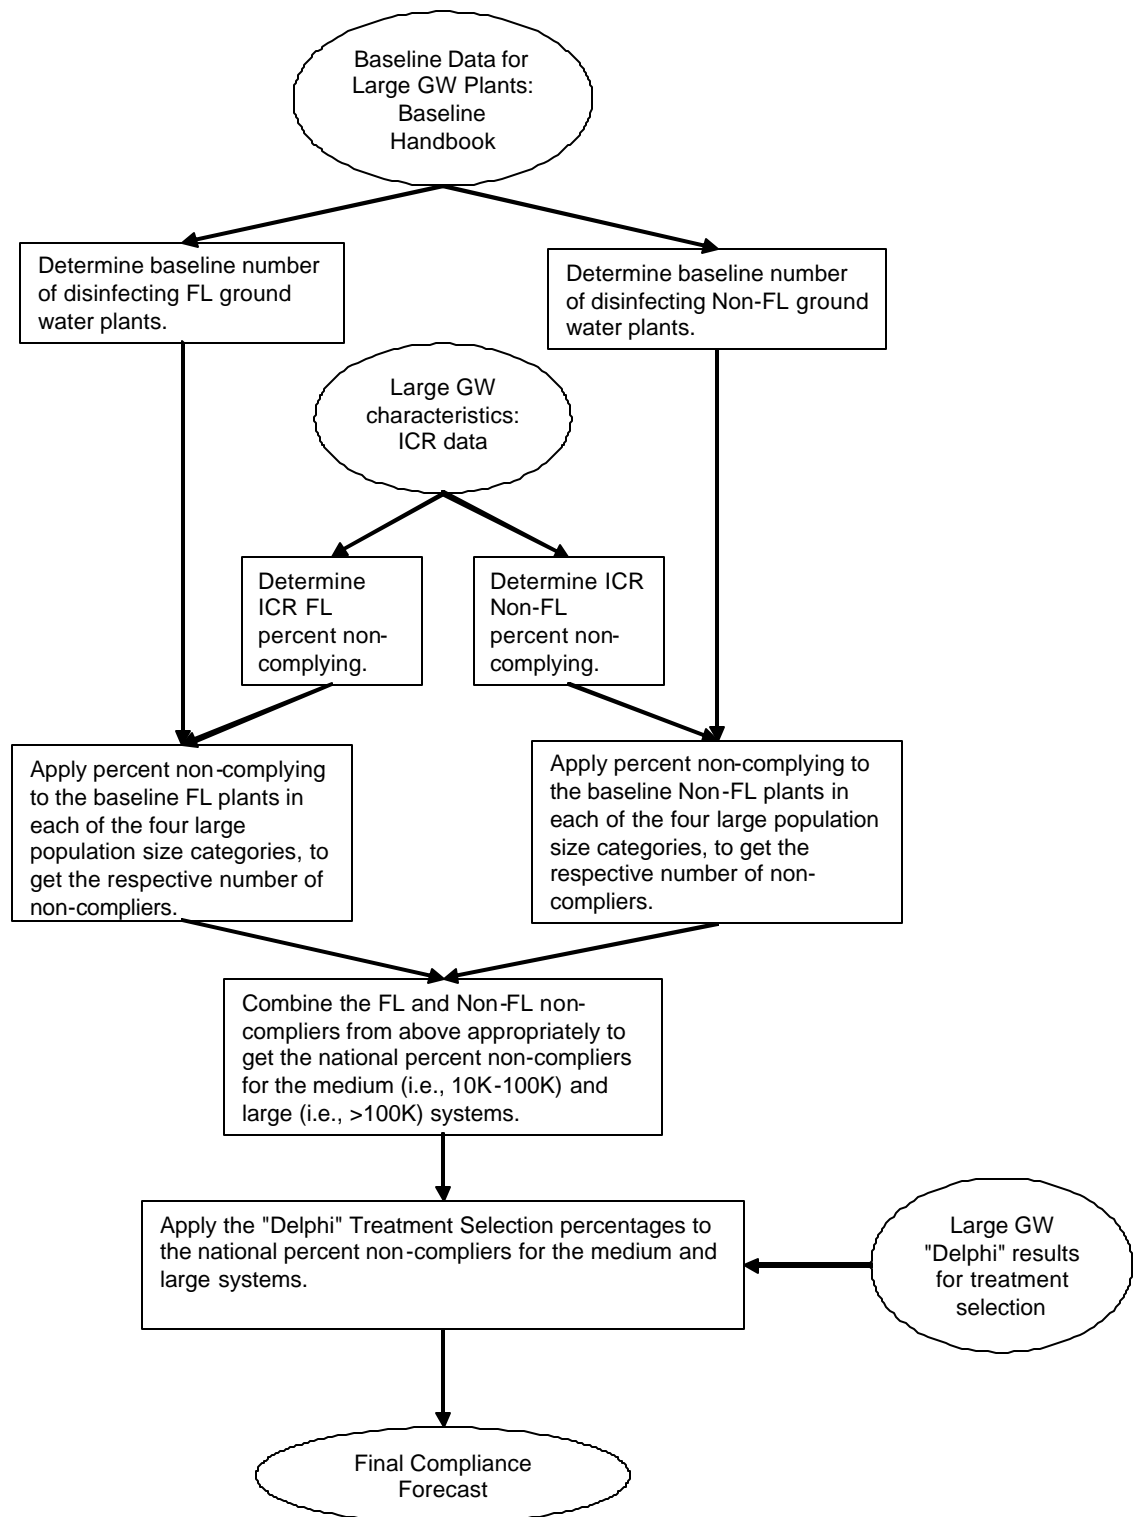 Baseline Data for
Large GW Plants:
Baseline
Handbook
Determine baseline number
of disinfecting FL ground
water plants.
Determine baseline number
of disinfecting Non-FL ground
water plants.
Large GW
characteristics:
ICR data
Determine
ICR FL
percent non-
complying.
Determine ICR
Non-FL
percent non-
complying.
Apply percent non-complying
to the baseline FL plants in
each of the four large
population size categories, to
get the respective number of
non-compliers.
Apply percent non-complying to
the baseline Non-FL plants in
each of the four large population
size categories, to get the
respective number of non-
compliers.
Combine the FL and Non-FL non-
compliers from above appropriately to
get the national percent non-compliers
for the medium (i.e., 10K-100K) and
large (i.e., >100K) systems.
Apply the "Delphi" Treatment Selection percentages to
the national percent non-compliers for the medium and
large systems.
Large GW
"Delphi" results
for treatment
selection
Final Compliance
Forecast